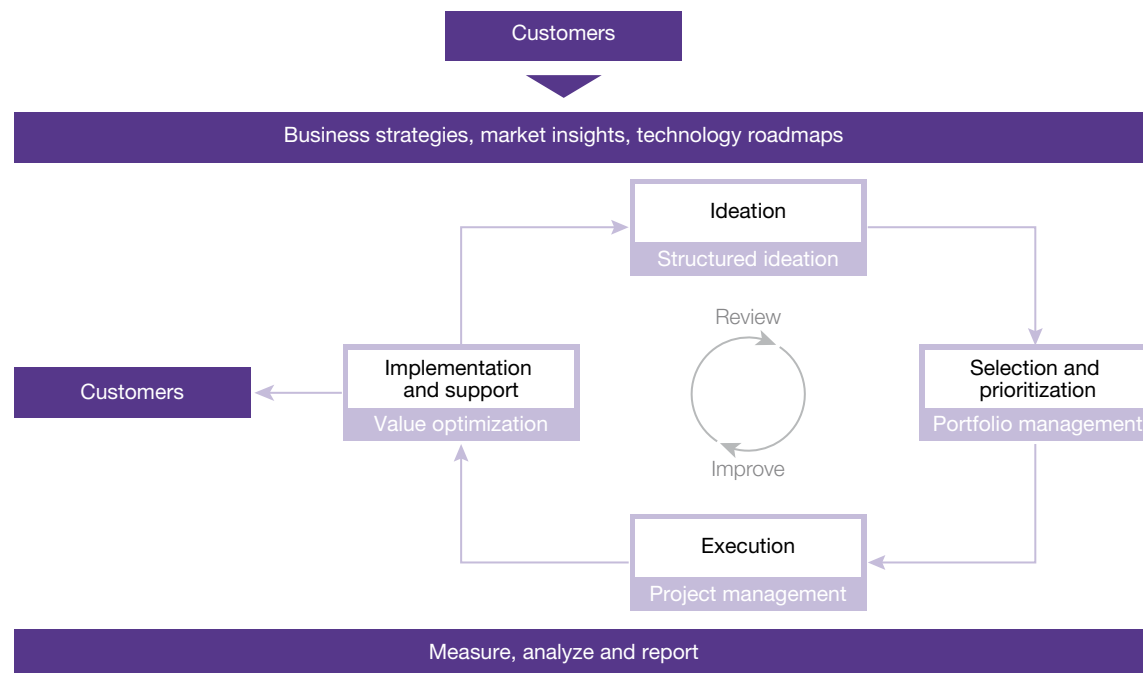 Customers
Business strategies, market insights, technology roadmaps
Ideation
Structured ideation
Review
Implementation
and support
Value optimization
Customers
Selection and
prioritization
Portfolio management
Improve
Execution
Project management
Measure, analyze and report